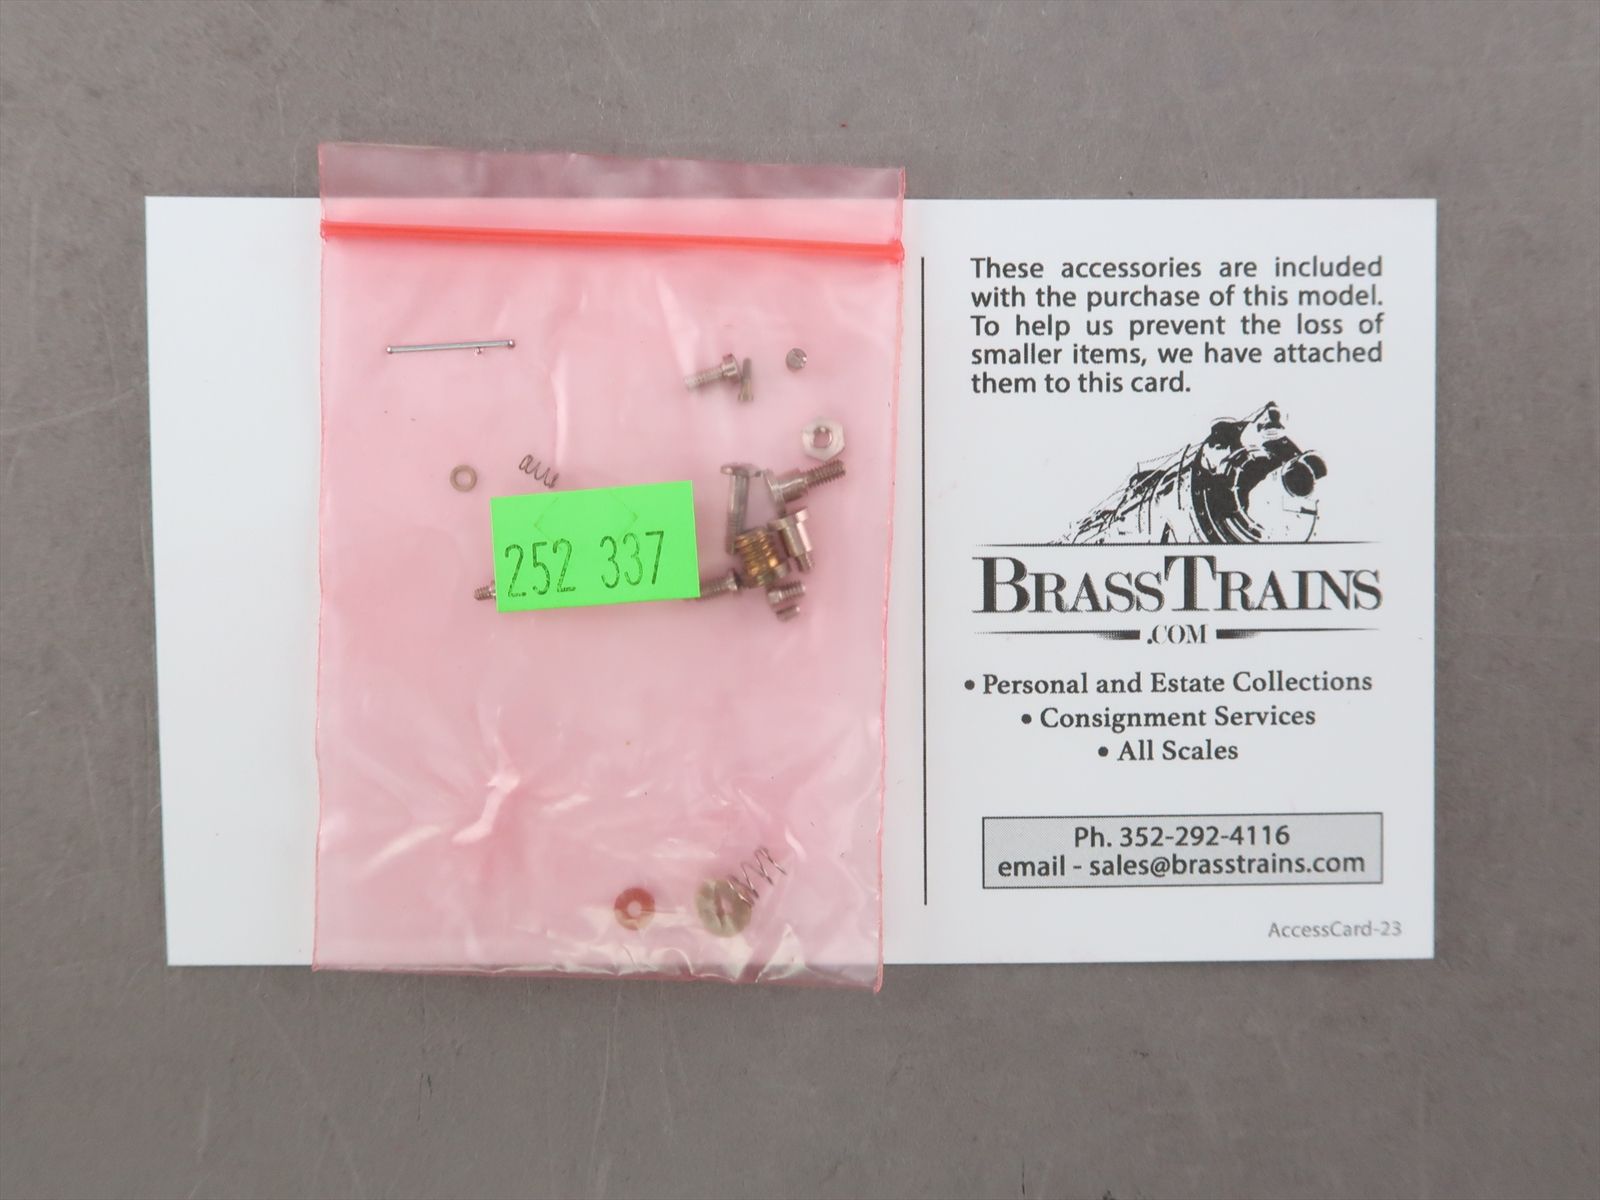 252 337
These accessories are included
with the purchase of this model.
To help us prevent the loss of
smaller items, we have attached
them to this card.
BRASSTRAINS
.COM
• Personal and Estate Collections
• Consignment Services
• All Scales
Ph. 352-292-4116
email - sales@brasstrains.com
AccessCard-23